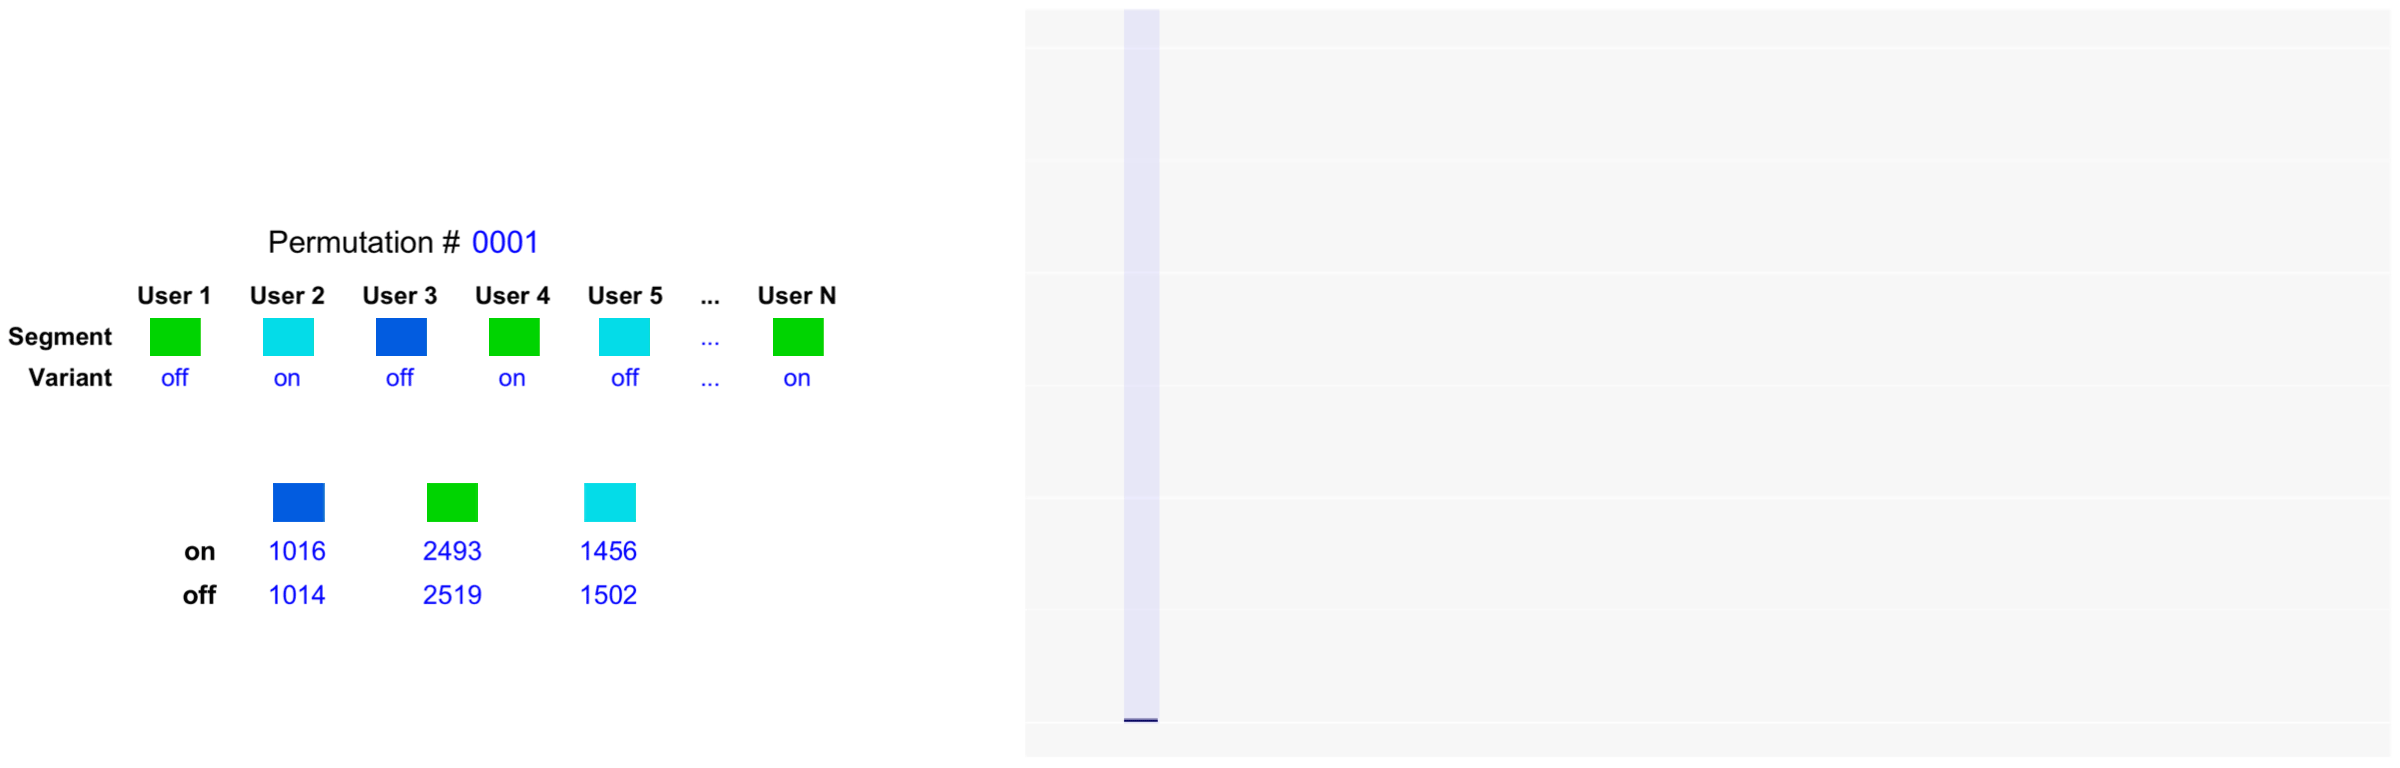 Permutation # 0001
User 1 User 2 User 3 User 4 User 5 ... User N
Segment ...
Variant off on off on off ... on
on 1016 2493 1456
off 1014 2519 1502